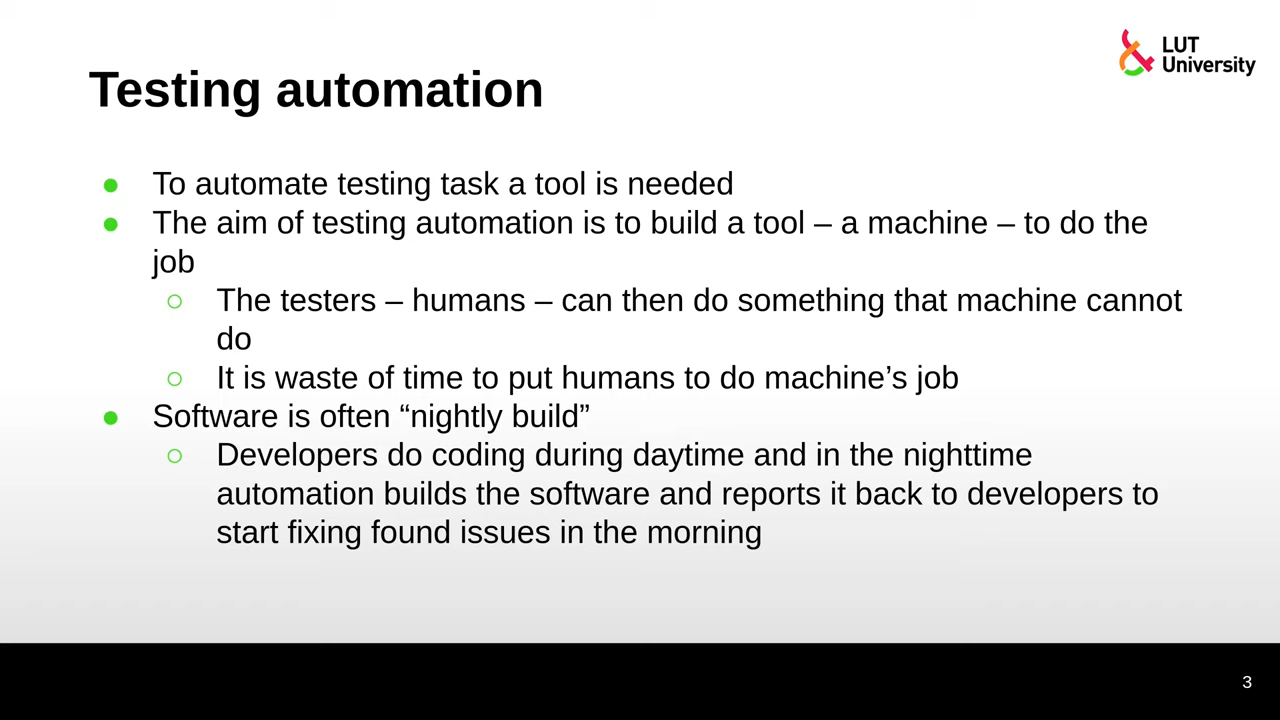 LUT
University
Testing automation
● To automate testing task a tool is needed
● The aim of testing automation is to build a tool – a machine – to do the
job
○ The testers – humans – can then do something that machine cannot
do
○ It is waste of time to put humans to do machine’s job
● Software is often “nightly build”
○ Developers do coding during daytime and in the nighttime
automation builds the software and reports it back to developers to
start fixing found issues in the morning
3